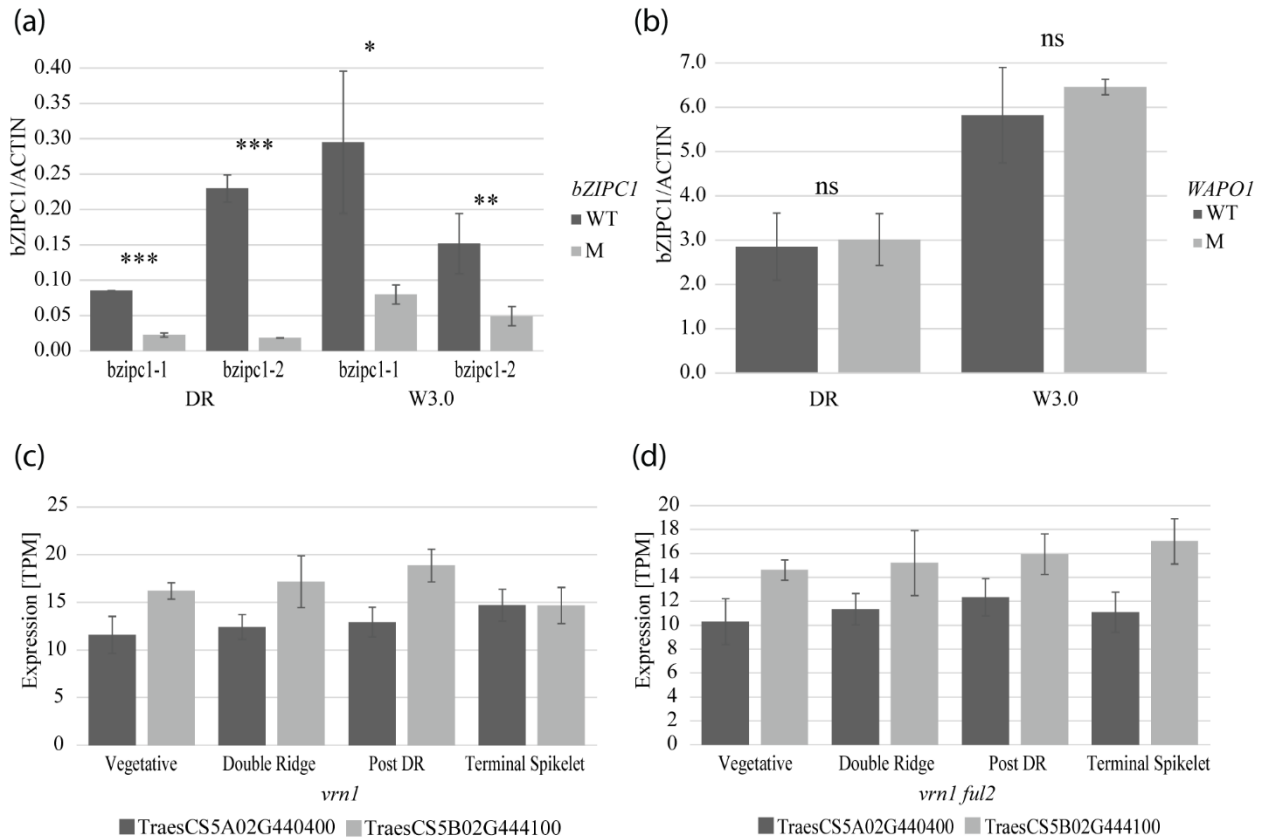 (a)
*
0.40
0.35
0.30
0.25
0.20
0.15
0.10
0.05
0.00
bZIPC1/ACTIN
***
***
**
bZIPC1
WT
M
bzipc1-1 bzipc1-2 bzipc1-1 bzipc1-2
DR W3.0
(b)
ns
7.0
6.0
5.0
4.0
3.0
2.0
1.0
0.0
bZIPC1/ACTIN
ns
WAPO1
WT
M
DR W3.0
(c)
25
20
15
10
5
0
Expression [TPM]
Vegetative Double Ridge Post DR Terminal Spikelet
vrn1
TraesCS5A02G440400 TraesCS5B02G444100
(d)
20
18
16
14
12
10
8
6
4
2
0
Expression [TPM]
Vegetative Double Ridge Post DR Terminal Spikelet
vrn1 ful2
TraesCS5A02G440400 TraesCS5B02G444100